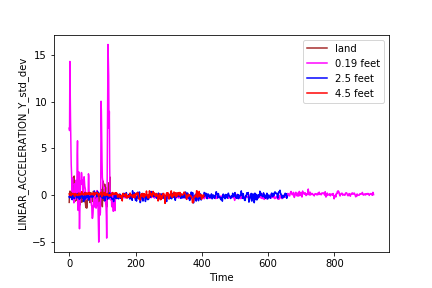 LINEAR_ACCELERATION_Y_std_dev
15
10
5
0
−5
0
200
400
600
800
Time
land
0.19 feet
2.5 feet
4.5 feet